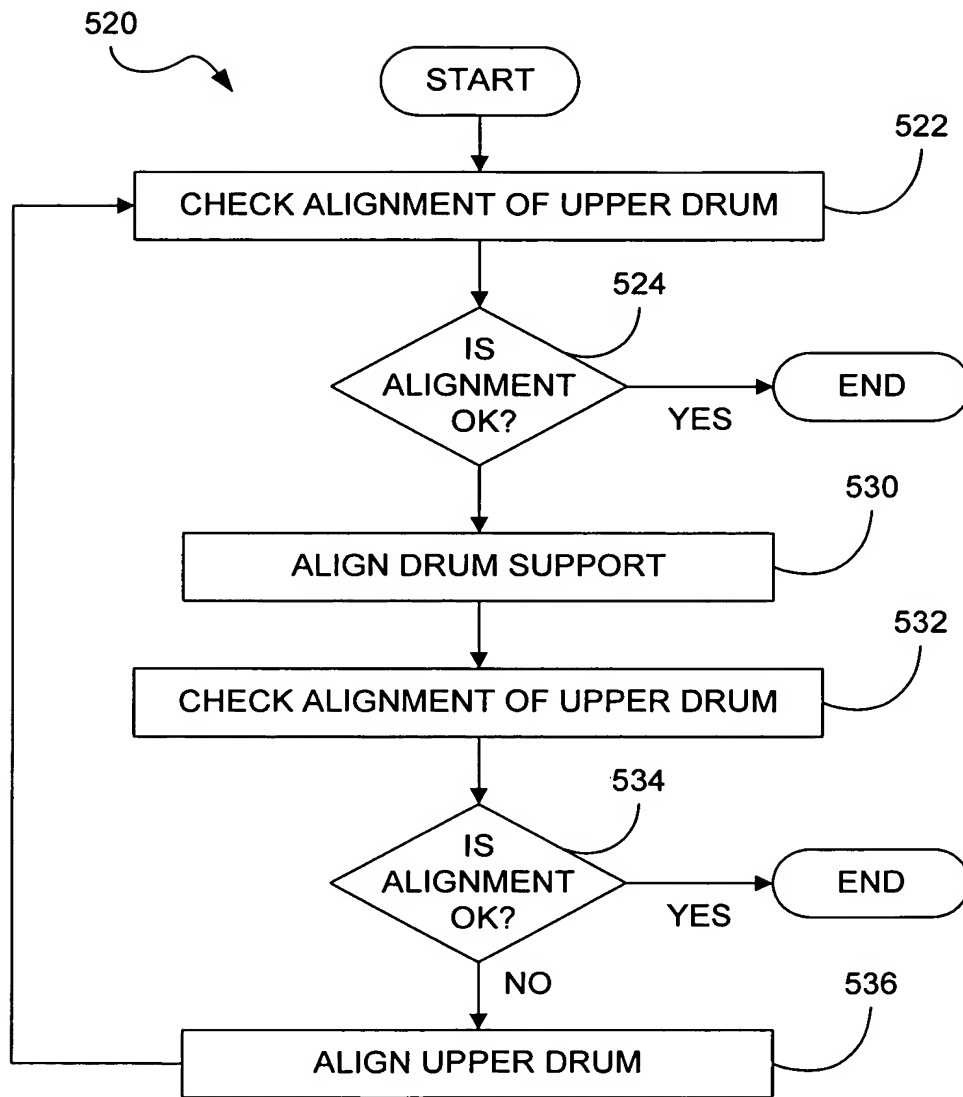 520
START
522
CHECK ALIGNMENT OF UPPER DRUM
524
IS
ALIGNMENT
OK?
YES
END
530
ALIGN DRUM SUPPORT
532
CHECK ALIGNMENT OF UPPER DRUM
534
IS
ALIGNMENT
OK?
YES
END
NO
536
ALIGN UPPER DRUM